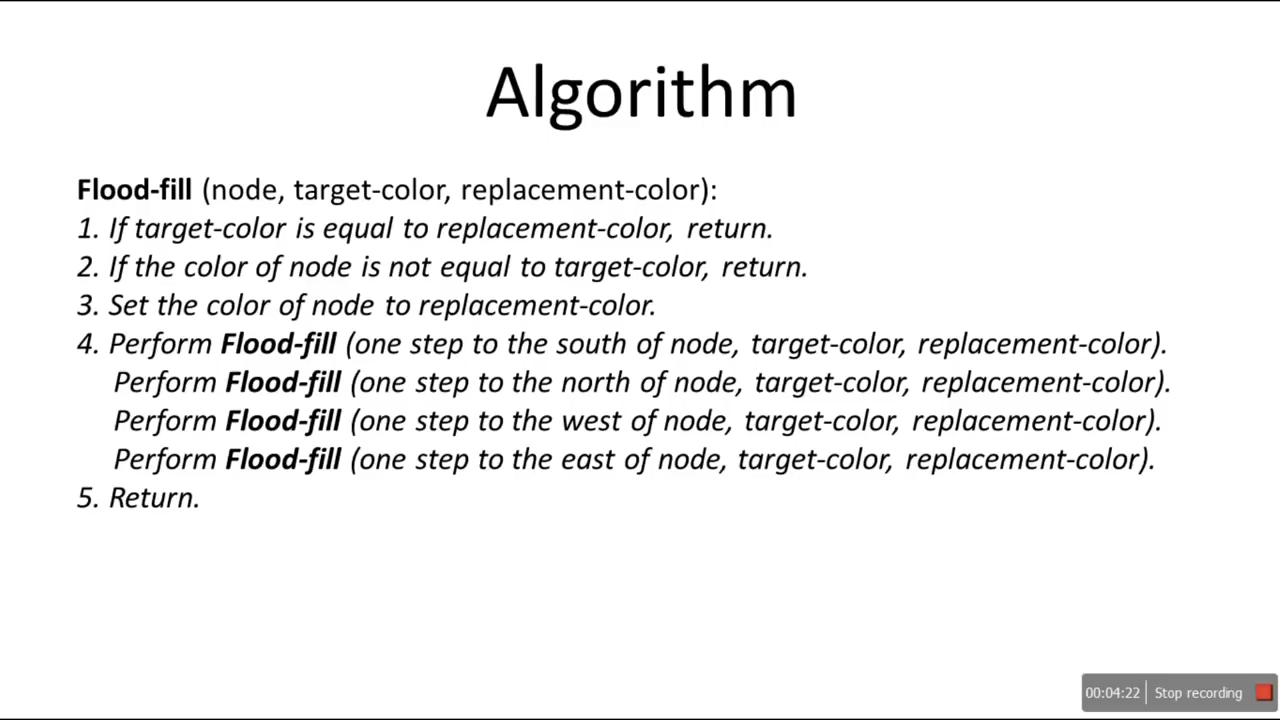 Algorithm
Flood-fill (node, target-color, replacement-color):
1. If target-color is equal to replacement-color, return.
2. If the color of node is not equal to target-color, return.
3. Set the color of node to replacement-color.
4. Perform Flood-fill (one step to the south of node, target-color, replacement-color).
Perform Flood-fill (one step to the north of node, target-color, replacement-color).
Perform Flood-fill (one step to the west of node, target-color, replacement-color).
Perform Flood-fill (one step to the east of node, target-color, replacement-color).
5. Return.
00:04:22 Stop recording